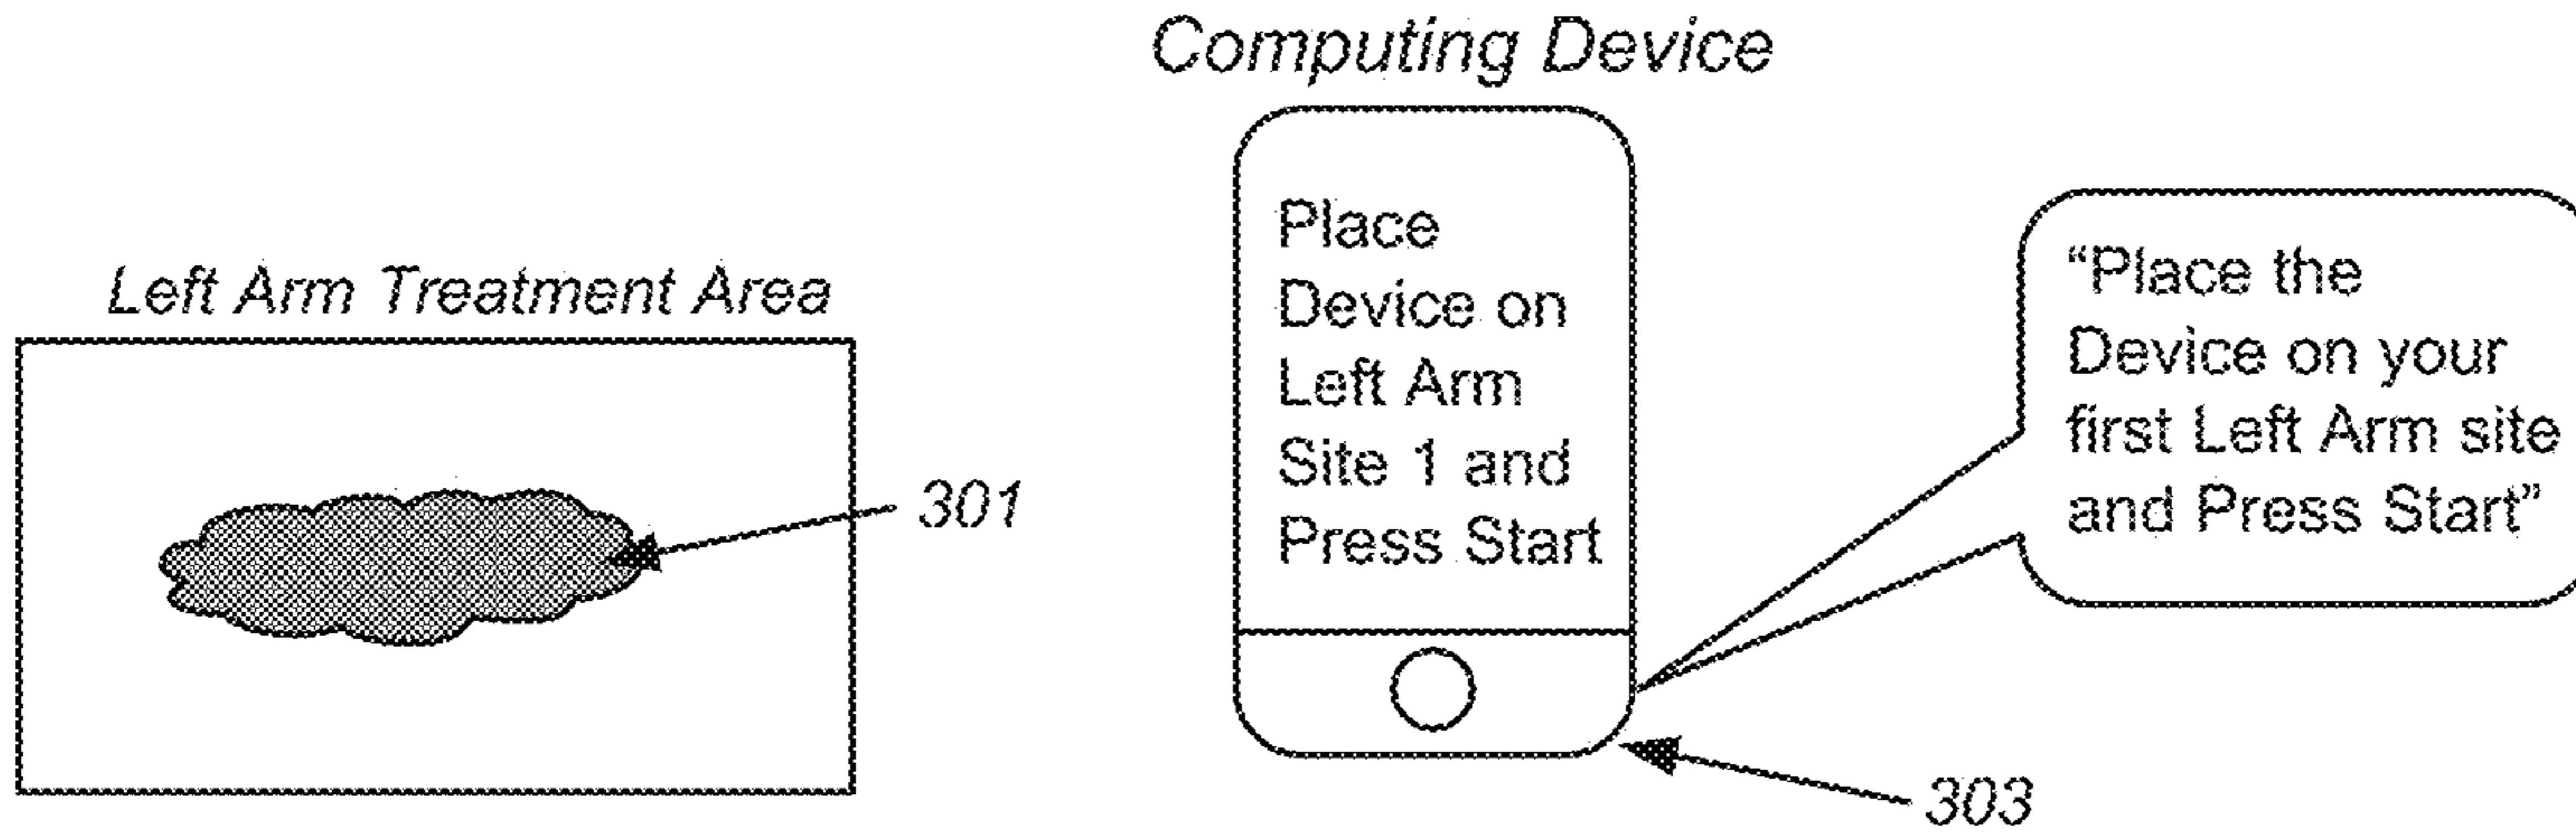 Computing Device
Left Arm Treatment Area
301
Place
Device on
Left Arm
Site 1 and
Press Start
“Place the
Device on your
first Left Arm site
and Press Start”
303